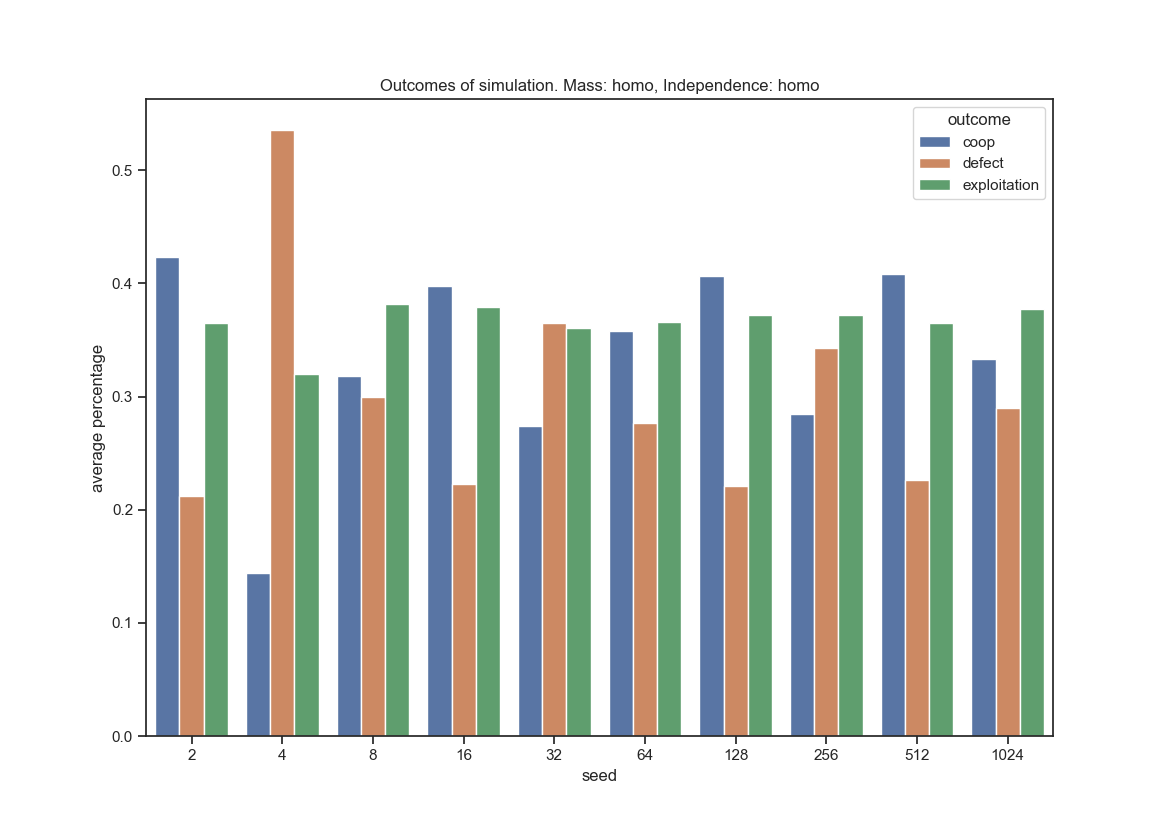 Outcomes of simulation. Mass: homo, Independence: homo
outcome
coop
defect
exploitation
average percentage
0.5
0.4
0.3
0.2
0.1
0.0
2 4 8 16 32 64 128 256 512 1024
seed